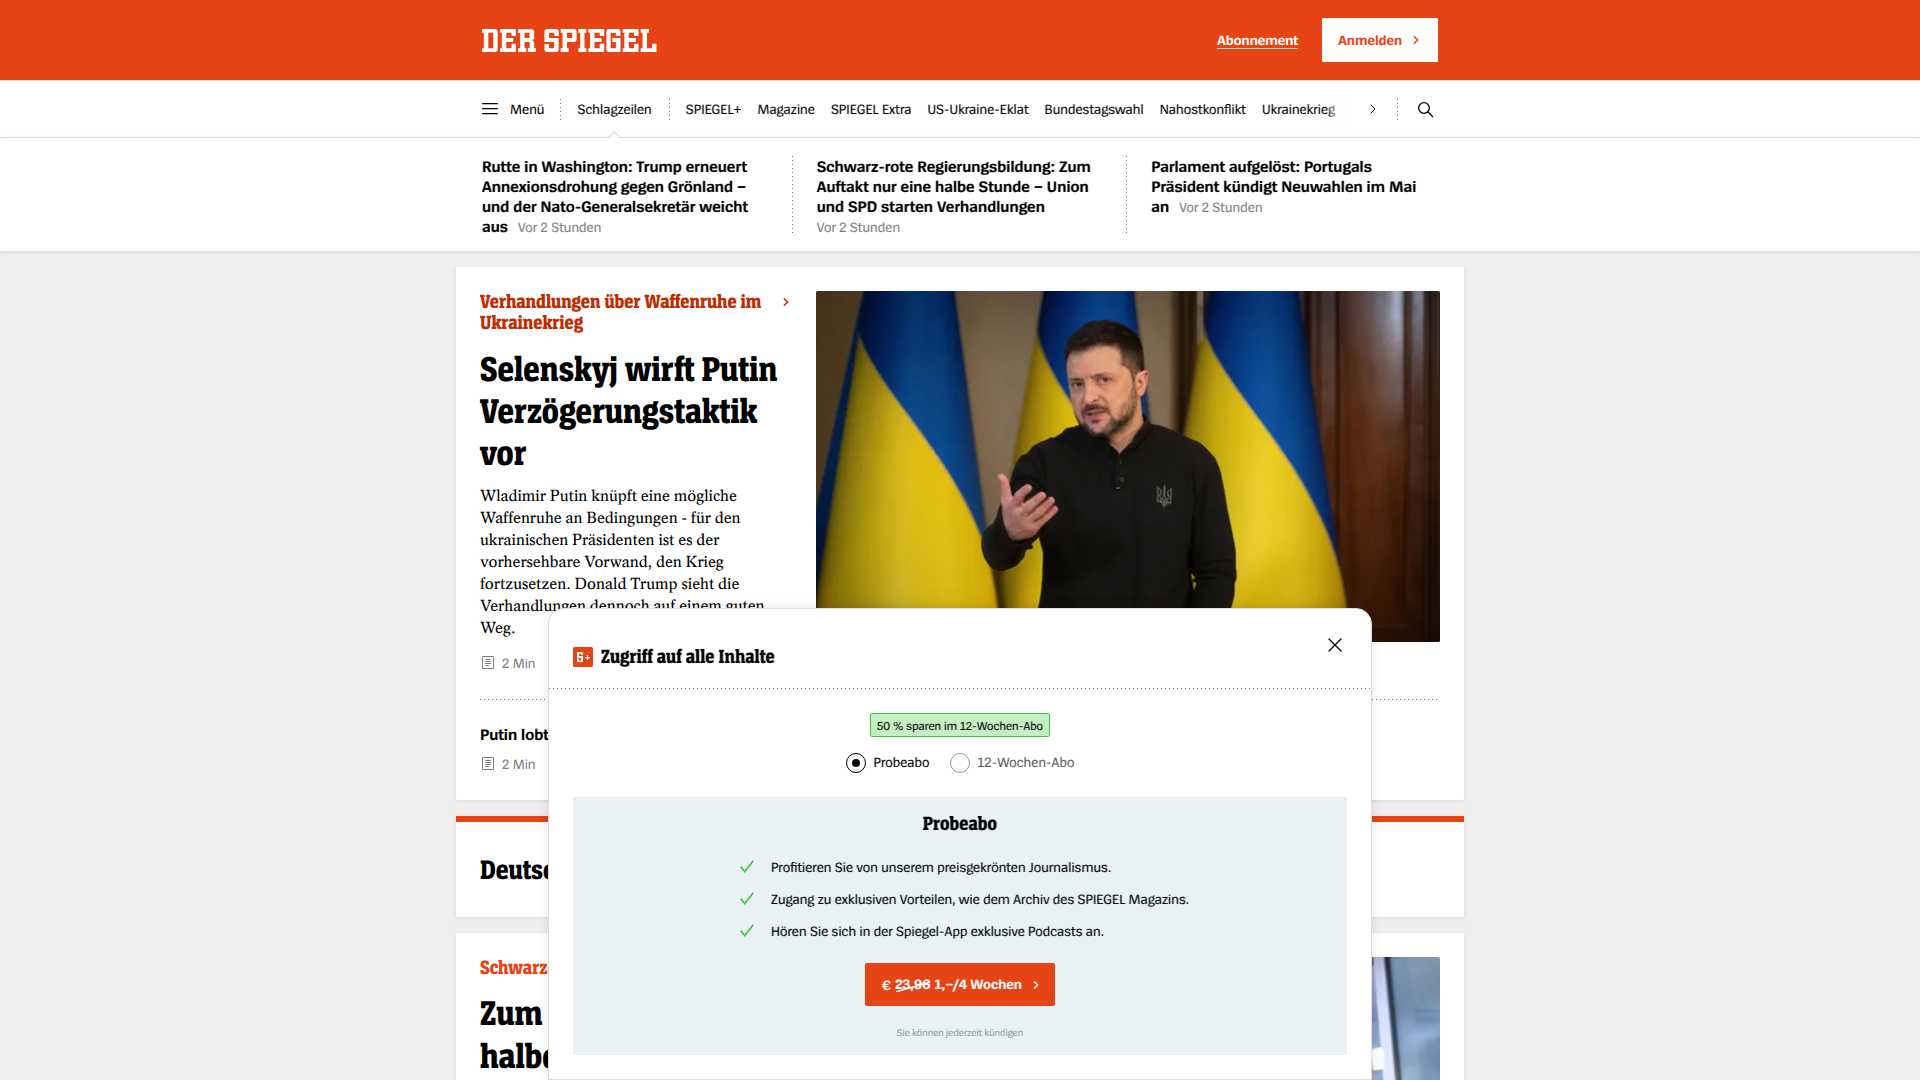 DER SPIEGEL
Abonnement
Anmelden
Menü
Schlagzeilen
SPIEGEL+
Magazine
SPIEGEL Extra
US-Ukraine-Eklat
Bundestagswahl
Nahostkonflikt
Ukrainekrieg
Rutte in Washington: Trump erneuert
Annexionsdrohung gegen Grönland –
und der Nato-Generalsekretär weicht
aus Vor 2 Stunden
Schwarz-rote Regierungsbildung: Zum
Auftakt nur eine halbe Stunde – Union
und SPD starten Verhandlungen
Vor 2 Stunden
Parlament aufgelöst: Portugals
Präsident kündigt Neuwahlen im Mai
an Vor 2 Stunden
Verhandlungen über Waffenruhe im
Ukrainekrieg
Selenskyj wirft Putin
Verzögerungstaktik
vor
Wladimir Putin knüpft eine mögliche
Waffenruhe an Bedingungen - für den
ukrainischen Präsidenten ist es der
vorhersehbare Vorwand, den Krieg
fortzusetzen. Donald Trump sieht die
Verhandlungen dennoch auf einem guten
Weg.
2 Min
Putin lobt
2 Min
Deutsc
Schwarz
Zum
halbe
S+ Zugriff auf alle Inhalte
50 % sparen im 12-Wochen-Abo
Probeabo
12-Wochen-Abo
Probeabo
Profitieren Sie von unserem preisgekrönten Journalismus.
Zugang zu exklusiven Vorteilen, wie dem Archiv des SPIEGEL Magazins.
Hören Sie sich in der Spiegel-App exklusive Podcasts an.
€ 23,96 1,–/4 Wochen
Sie können jederzeit kündigen